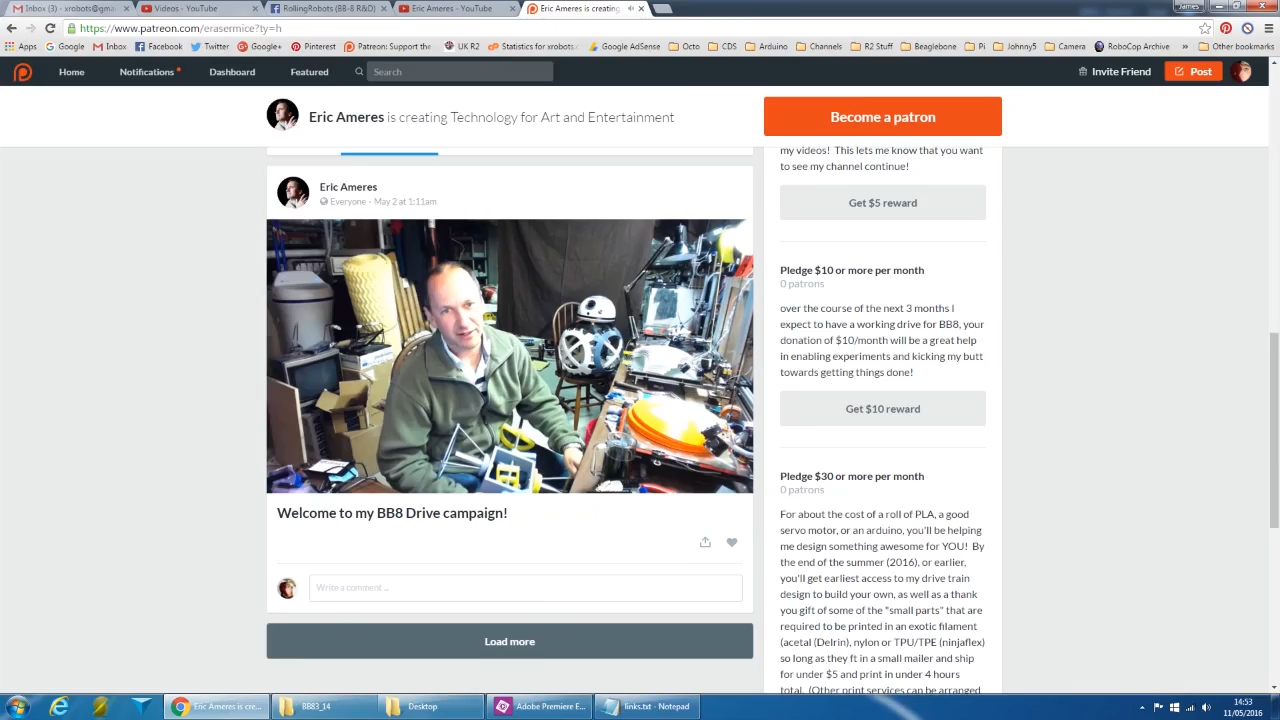 Inbox (3) - xrobots@gma
Videos - YouTube
RollingRobots (BB-8 R&D)
Eric Ameres - YouTube
Eric Ameres is creating
James
https://www.patreon.com/erasermice?ty=h
Apps
Google
Inbox
Facebook
Twitter
Google+
Pinterest
Patreon: Support the
UK R2
Statistics for xrobots
Google AdSense
Octo
CDS
Arduino
Channels
R2 Stuff
Beaglebone
Pi
Johnny5
Camera
RoboCop Archive
»
Other bookmarks
Home
Notifications
Dashboard
Featured
Search
Invite Friend
Post
Eric Ameres is creating Technology for Art and Entertainment
Become a patron
my videos! This lets me know that you want
to see my channel continue!
Get $5 reward
Eric Ameres
Everyone - May 2 at 1:11am
Pledge $10 or more per month
0 patrons
over the course of the next 3 months I
expect to have a working drive for BB8, your
donation of $10/month will be a great help
in enabling experiments and kicking my butt
towards getting things done!
Get $10 reward
Pledge $30 or more per month
0 patrons
For about the cost of a roll of PLA, a good
servo motor, or an arduino, you'll be helping
me design something awesome for YOU! By
the end of the summer (2016), or earlier,
you'll get earliest access to my drive train
design to build your own, as well as a thank
you gift of some of the "small parts" that are
required to be printed in an exotic filament
(acetal (Delrin), nylon or TPU/TPE (ninjaflex)
so long as they ft in a small mailer and ship
for under $5 and print in under 4 hours
total. (Other print services can be arranged
Welcome to my BB8 Drive campaign!
Write a comment ...
Load more
Eric Ameres is cre...
BB83_14
Desktop
Adobe Premiere E...
links.txt - Notepad
14:53
11/05/2016